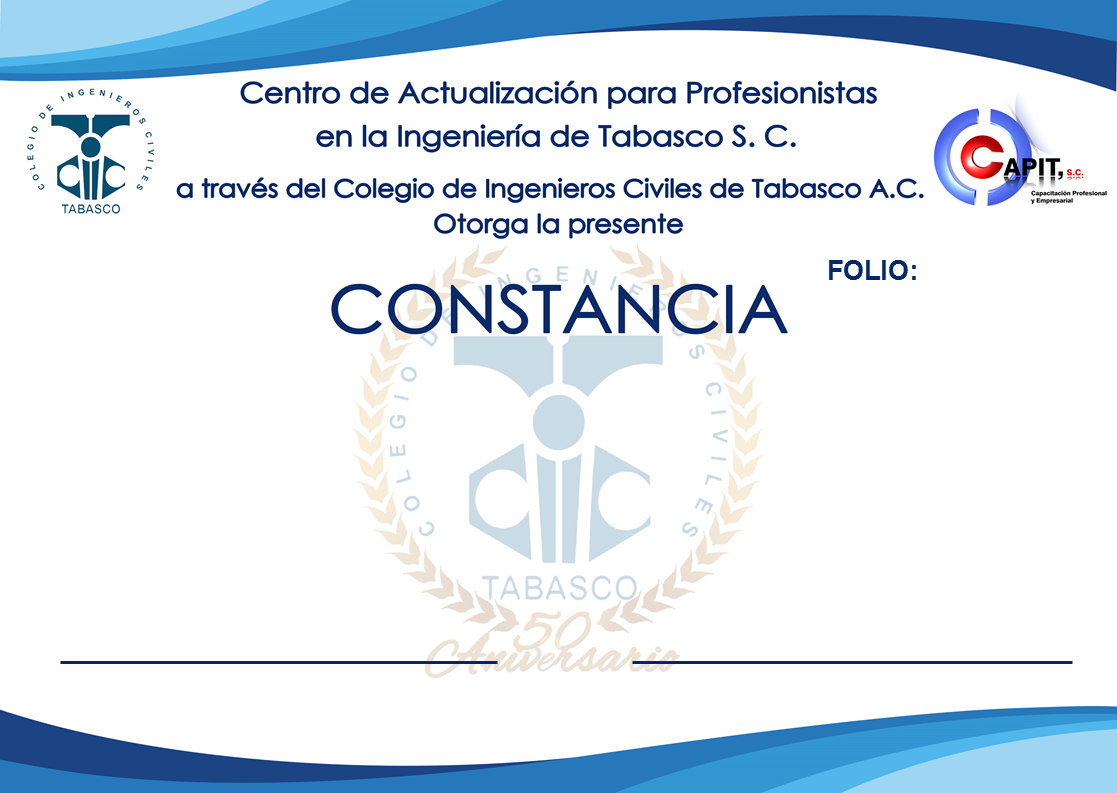 Centro de Actualización para Profesionistas
en la Ingeniería de Tabasco S. C.
a través del Colegio de Ingenieros Civiles de Tabasco A.C.
Otorga la presente
COLEGIO DE INGENIEROS CIVILES
CIC
TABASCO
CAPIT, S.C.
Capacitación Profesional
y Empresarial
FOLIO:
CONSTANCIA
COLEGIO DE INGENIEROS CIVILES
CIC
TABASCO
50
Aniversario